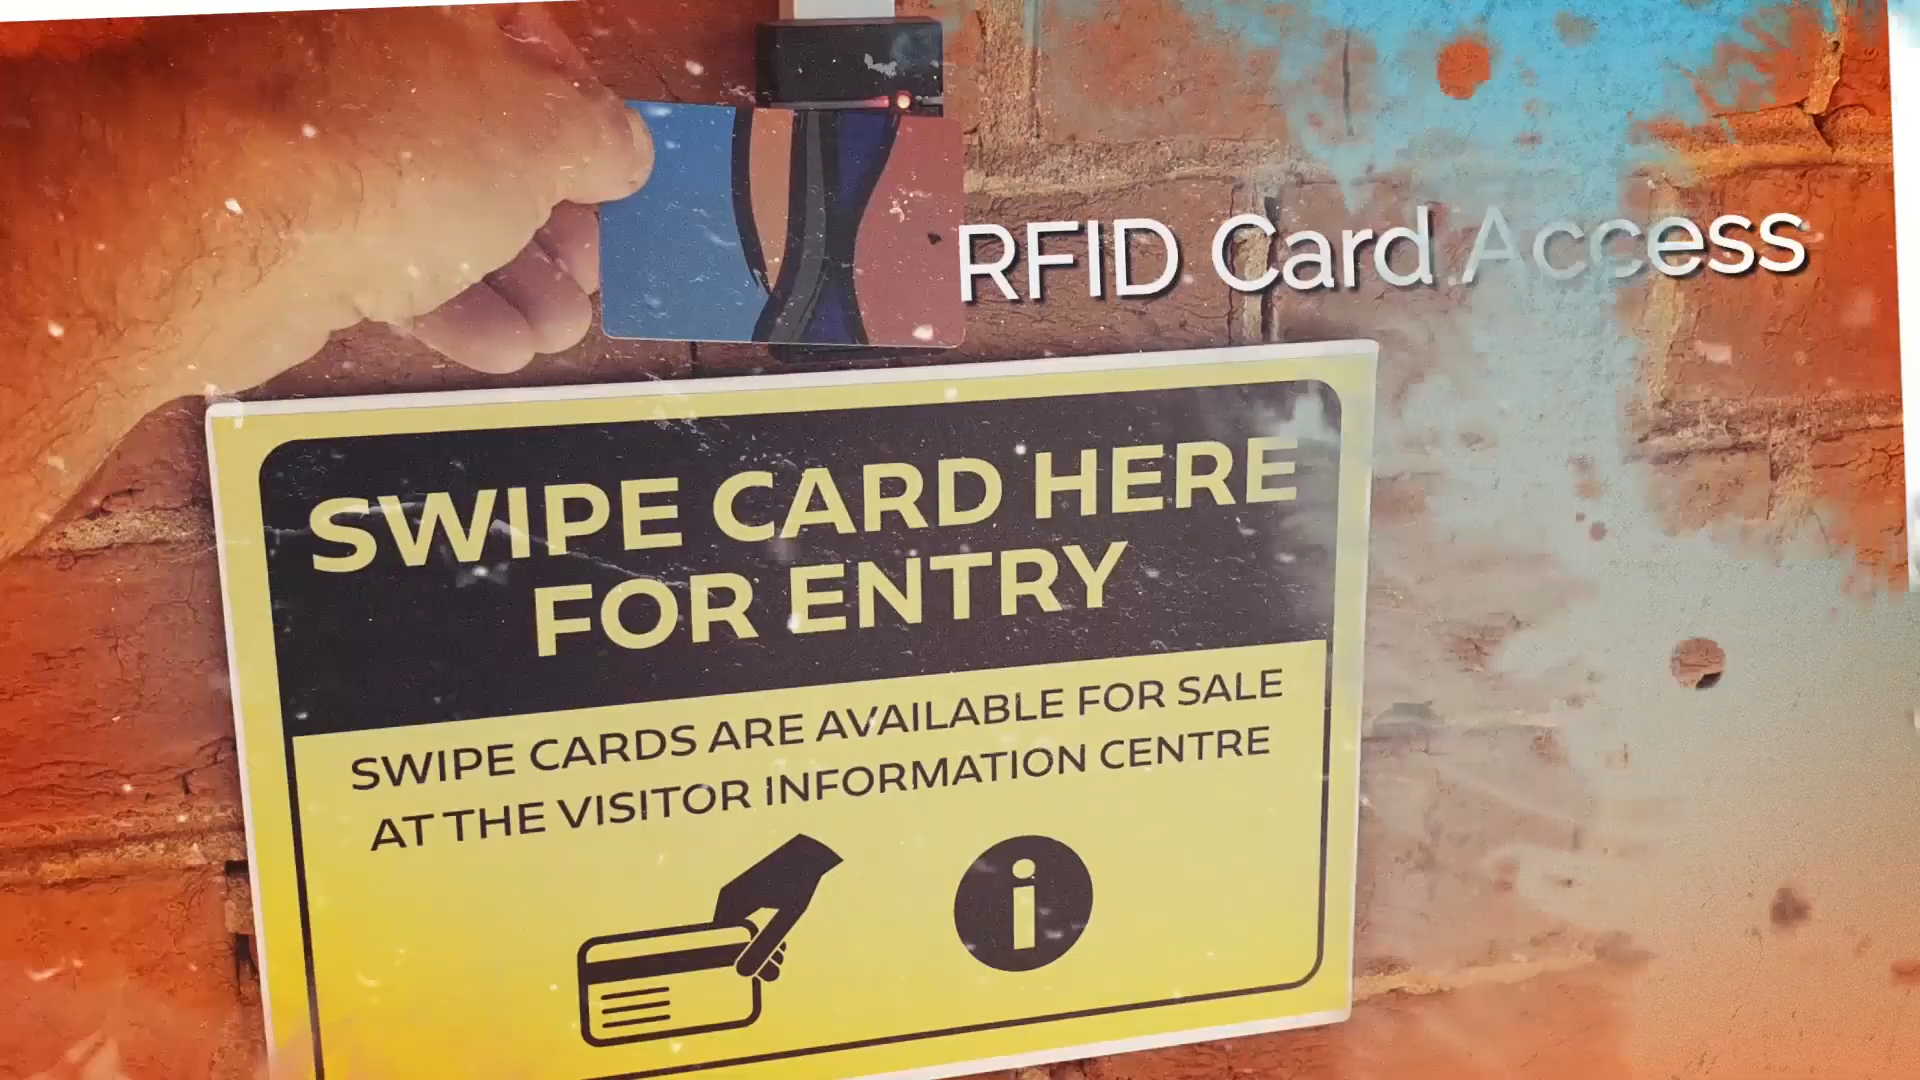 RFID Card Access
SWIPE CARD HERE
FOR ENTRY
SWIPE CARDS ARE AVAILABLE FOR SALE
AT THE VISITOR INFORMATION CENTRE
i